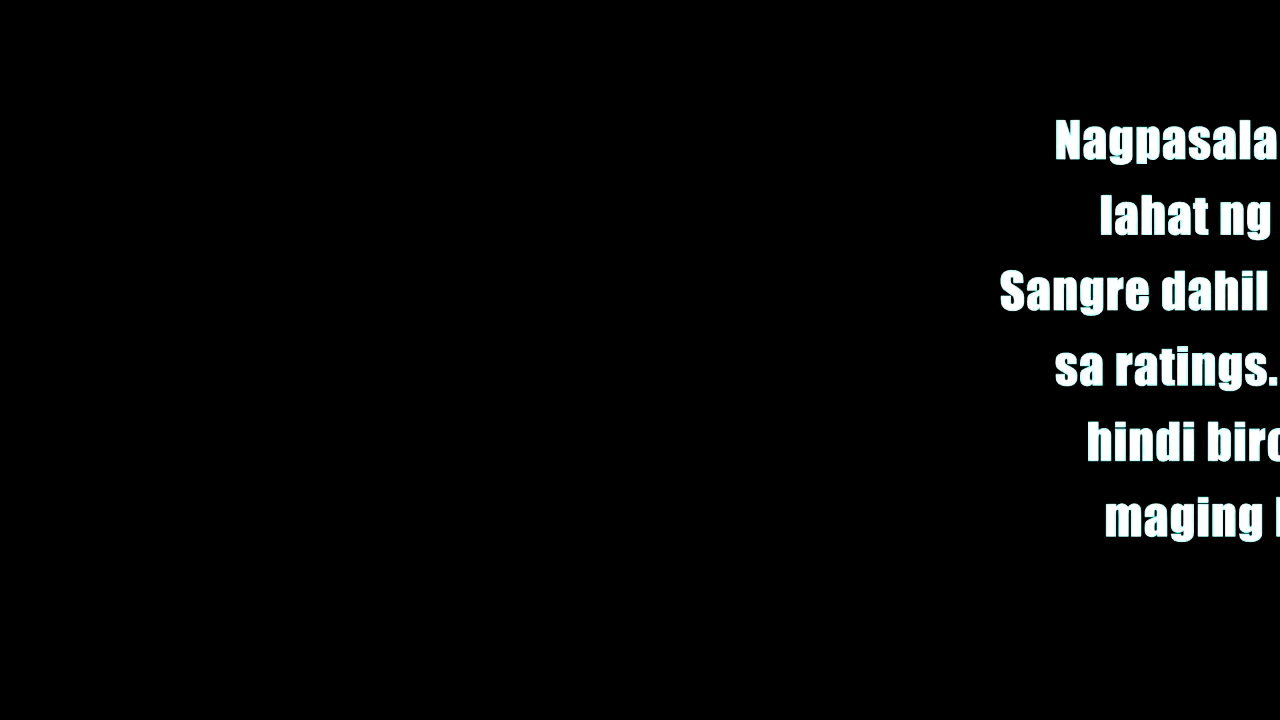 Nagpasala
lahat ng
Sangre dahil
sa ratings.
hindi biro
maging